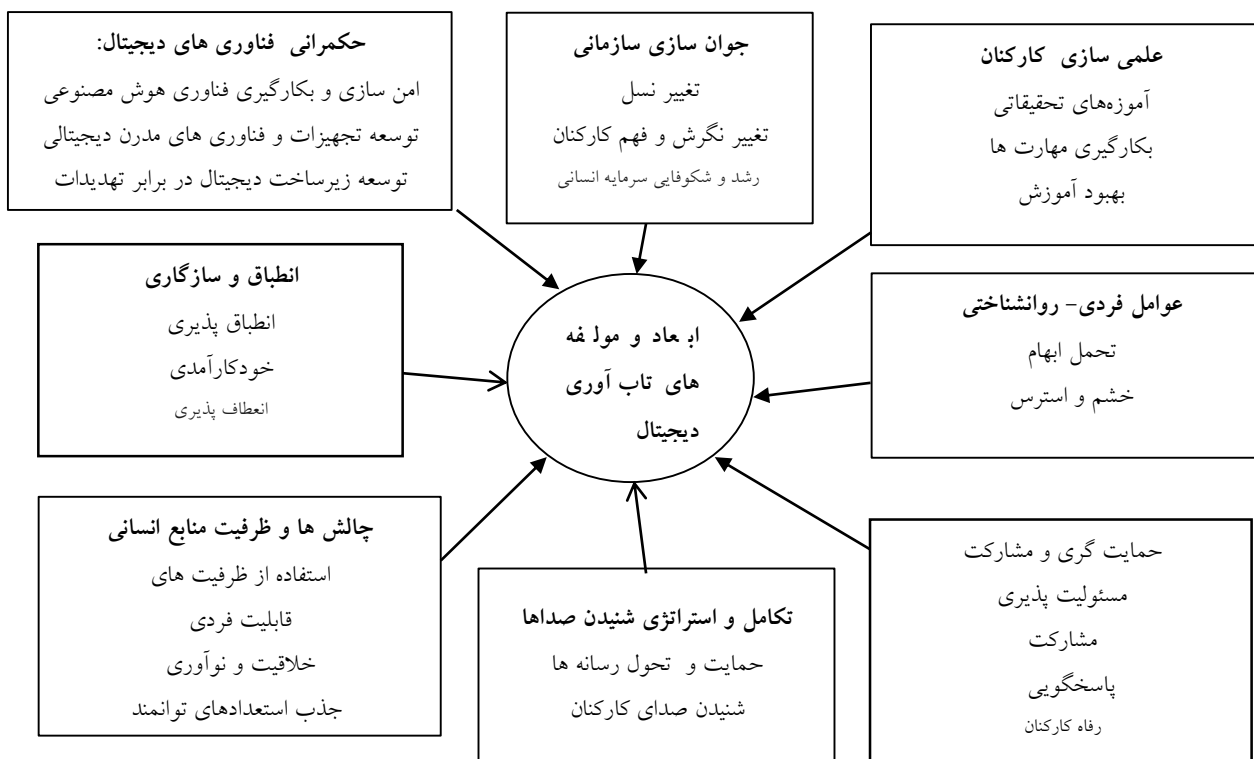 علمی سازی کارکنان
آموزه‌های تحقیقاتی
بکارگیری مهارت ها
بهبود آموزش
جوان سازی سازمانی
تغییر نسل
تغییر نگرش و فهم کارکنان
رشد و شکوفایی سرمایه انسانی
حکمرانی فناوری های دیجیتال:
امن سازی و بکارگیری فناوری هوش مصنوعی
توسعه تجهیزات و فناوری های مدرن دیجیتالی
توسعه زیرساخت دیجیتال در برابر تهدیدات
عوامل فردی- روانشناختی
تحمل ابهام
خشم و استرس
ابعاد و مولفه
های تاب آوری
دیجیتال
انطباق و سازگاری
انطباق پذیری
خودکارآمدی
انعطاف پذیری
حمایت گری و مشارکت
مسئولیت پذیری
مشارکت
پاسخگویی
رفاه کارکنان
تکامل و استراتژی شنیدن صداها
حمایت و تحول رسانه ها
شنیدن صدای کارکنان
چالش ها و ظرفیت منابع انسانی
استفاده از ظرفیت های
قابلیت فردی
خلاقیت و نوآوری
جذب استعدادهای توانمند